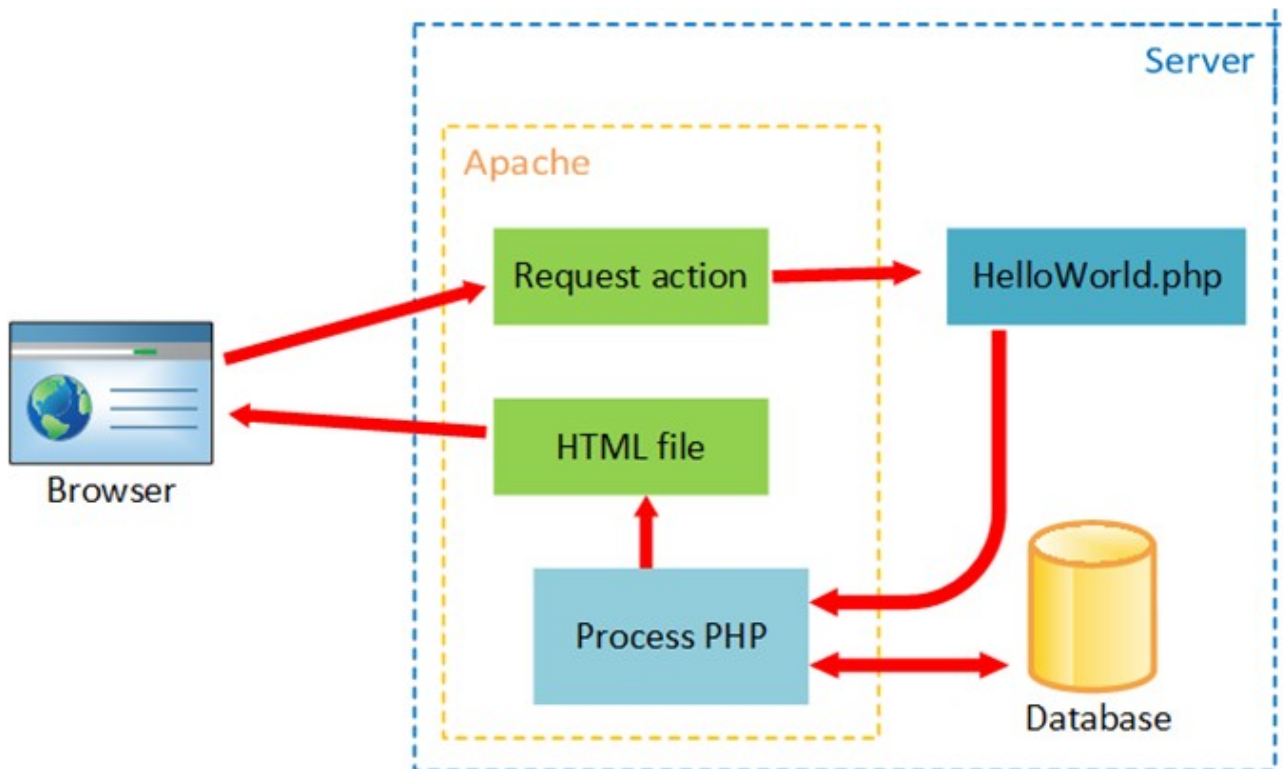 Server
Apache
Request action
HelloWorld.php
HTML file
Browser
Process PHP
Database